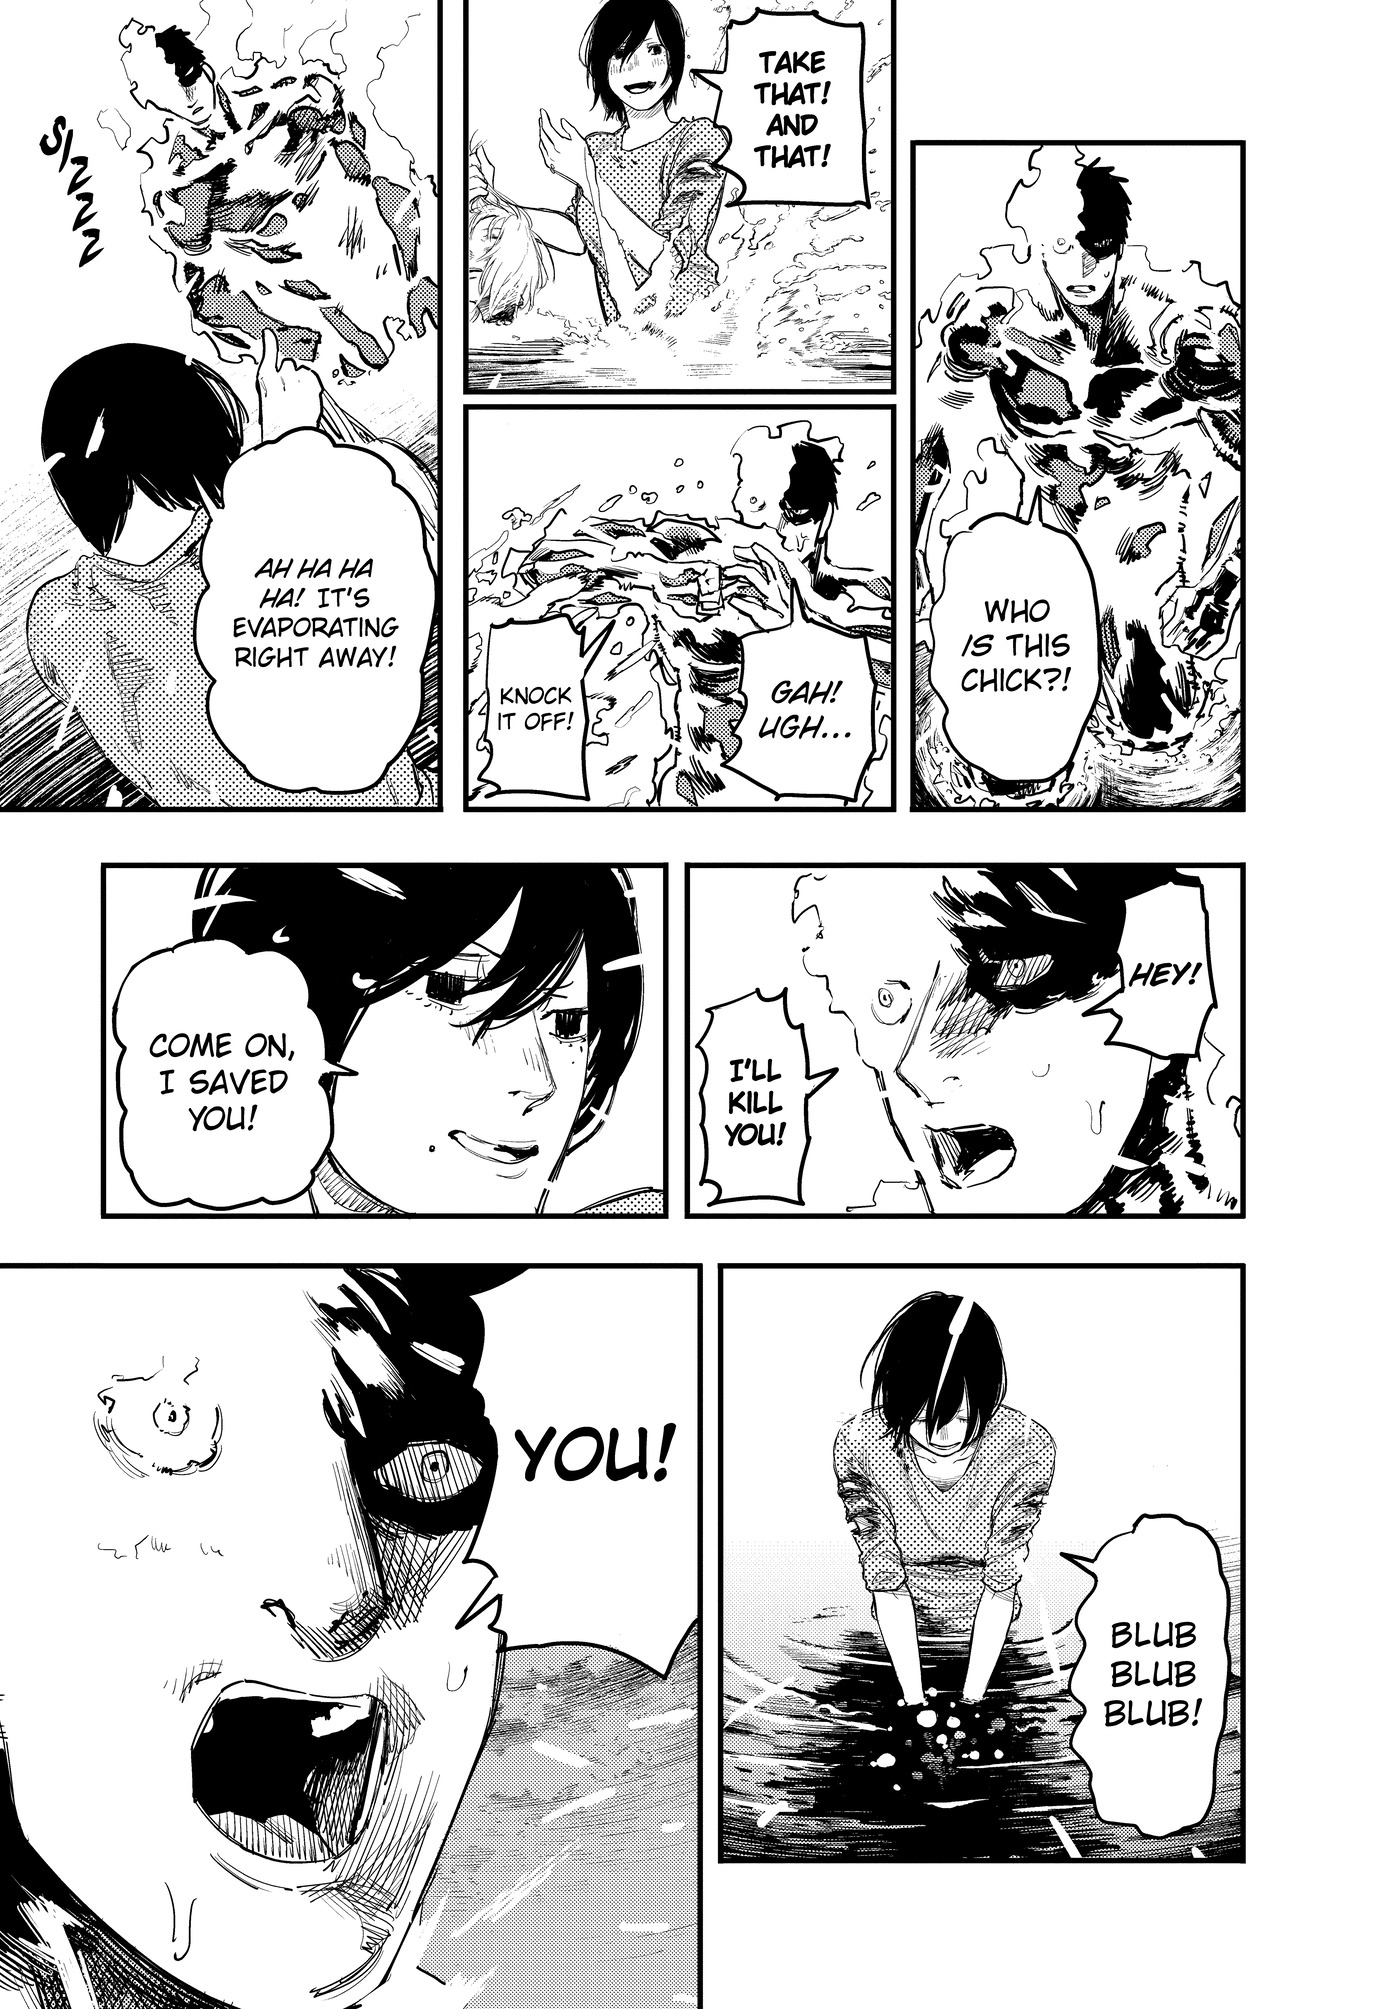 WHO
IS THIS
CHICK?!
TAKE
THAT!
AND
THAT!
GAH!
UGH...
KNOCK
IT OFF!
SIZZZ
AH HA HA
HA! IT'S
EVAPORATING
RIGHT AWAY!
HEY!
I'LL
KILL
YOU!
COME ON,
I SAVED
YOU!
BLUB
BLUB
BLUB!
YOU!